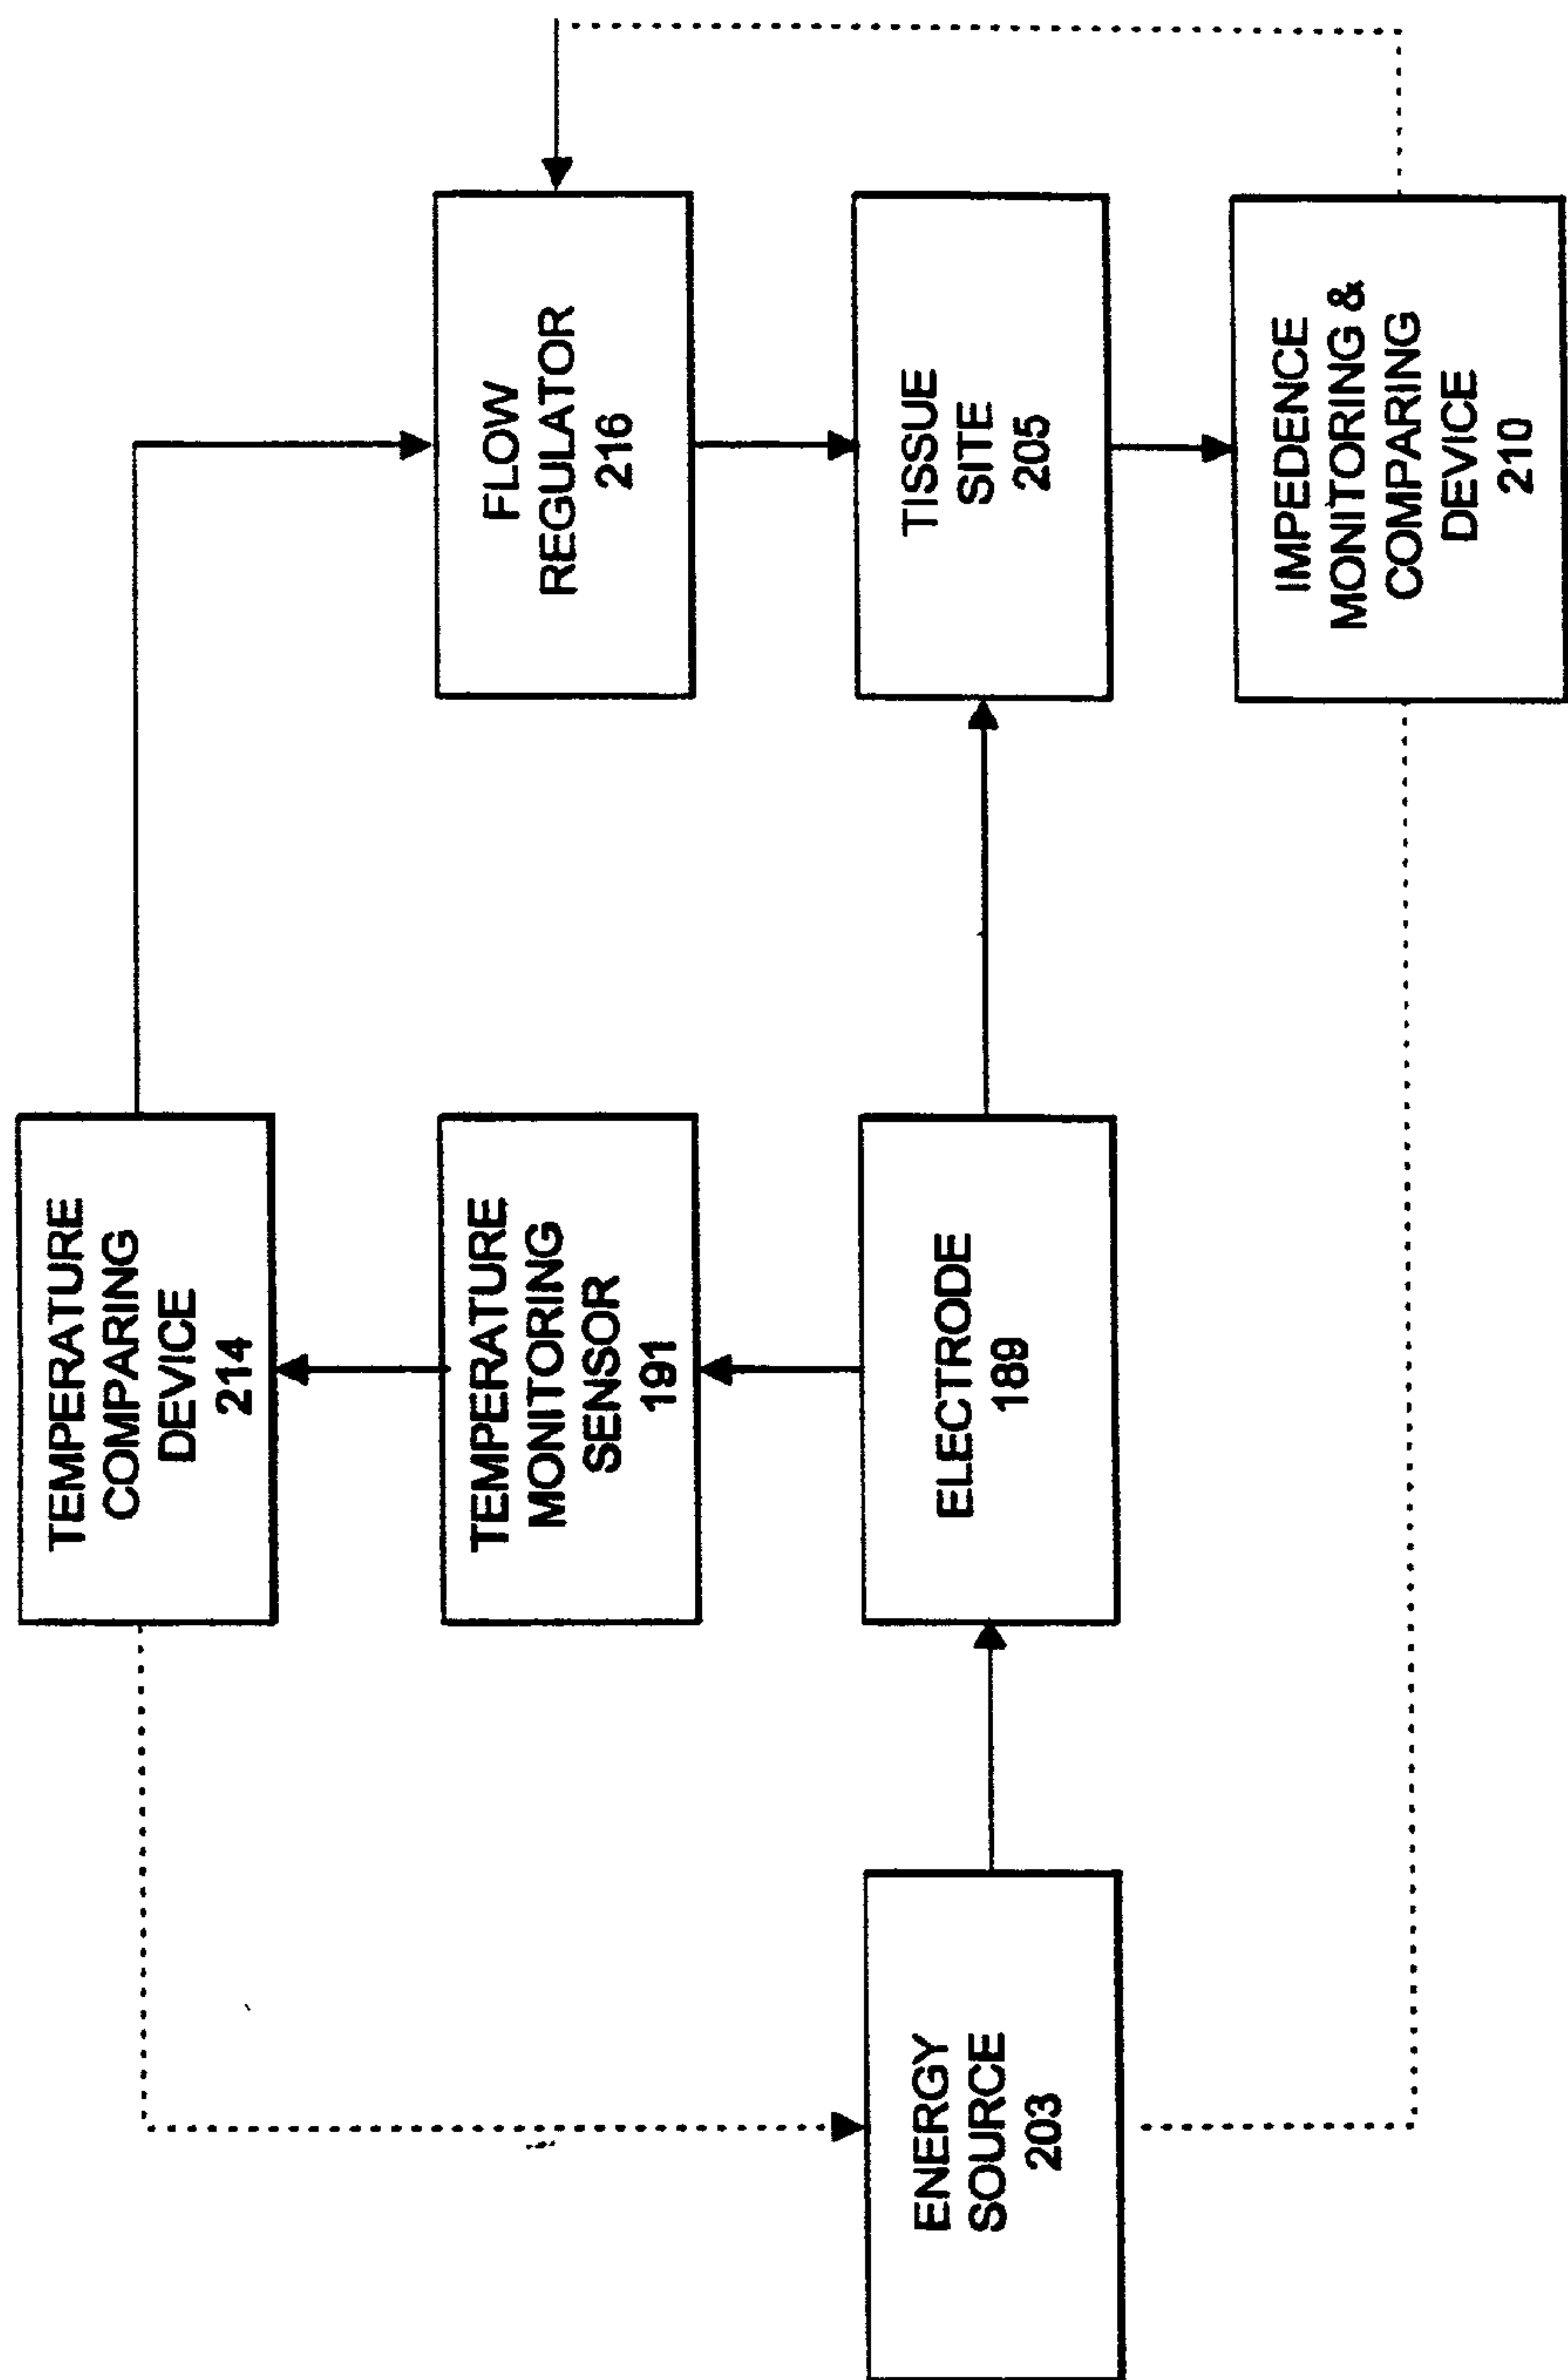 TEMPERATURE
COMPARING
DEVICE
214
TEMPERATURE
MONITORING
SENSOR
191
ELECTRODE
189
ENERGY
SOURCE
203
FLOW
REGULATOR
216
TISSUE
SITE
205
IMPEDENCE
MONITORING &
COMPARING
DEVICE
210